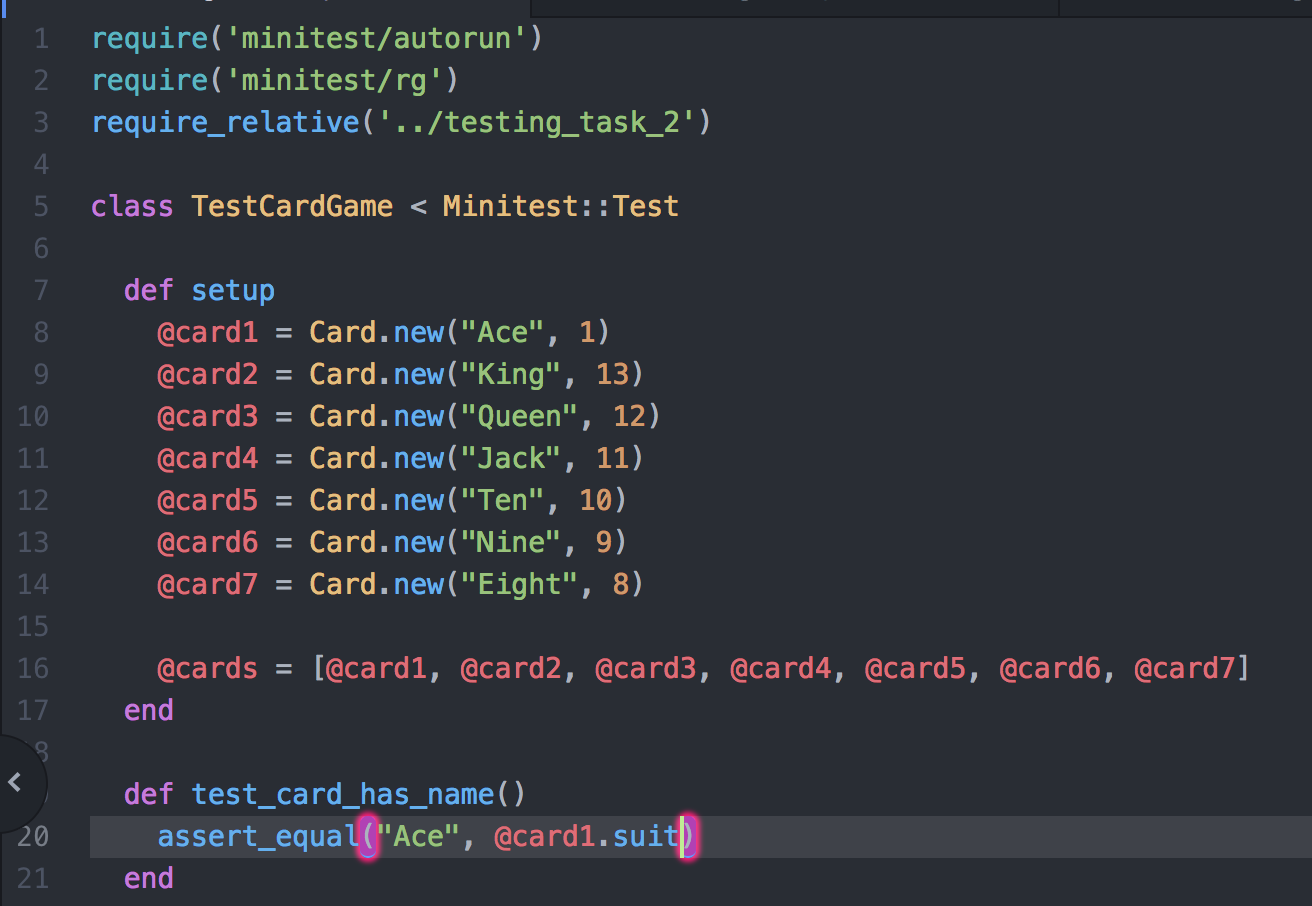 1 require('minitest/autorun')
2 require('minitest/rg')
3 require_relative('../testing_task_2')
4
5 class TestCardGame < Minitest::Test
6
7   def setup
8     @card1 = Card.new("Ace", 1)
9     @card2 = Card.new("King", 13)
10     @card3 = Card.new("Queen", 12)
11     @card4 = Card.new("Jack", 11)
12     @card5 = Card.new("Ten", 10)
13     @card6 = Card.new("Nine", 9)
14     @card7 = Card.new("Eight", 8)
15
16     @cards = [@card1, @card2, @card3, @card4, @card5, @card6, @card7]
17   end
8
  def test_card_has_name()
20     assert_equal("Ace", @card1.suit)
21   end